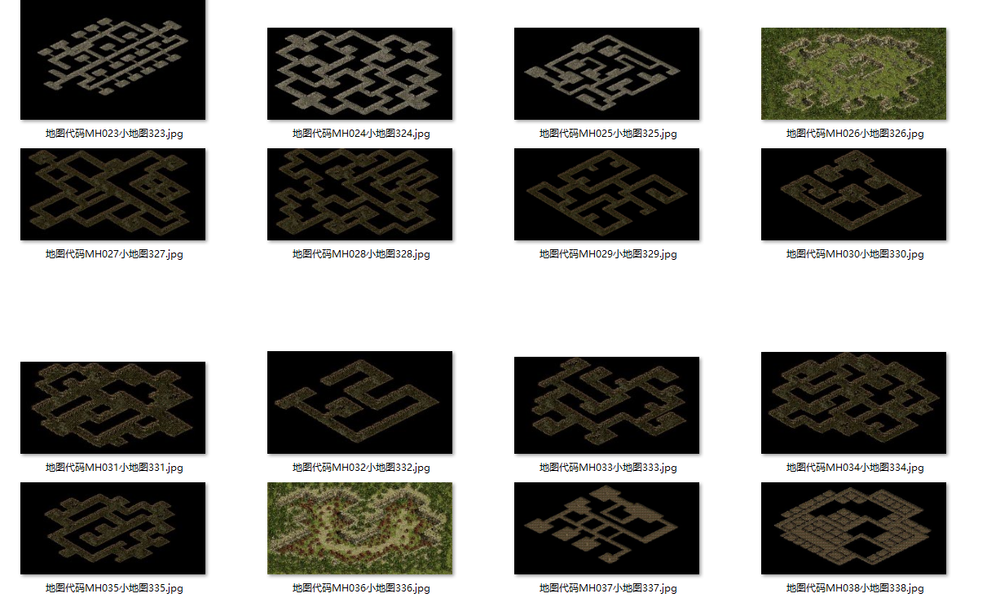 地图代码MH023小地图323.jpg
地图代码MH024小地图324.jpg
地图代码MH025小地图325.jpg
地图代码MH026小地图326.jpg
地图代码MH027小地图327.jpg
地图代码MH028小地图328.jpg
地图代码MH029小地图329.jpg
地图代码MH030小地图330.jpg
地图代码MH031小地图331.jpg
地图代码MH032小地图332.jpg
地图代码MH033小地图333.jpg
地图代码MH034小地图334.jpg
地图代码MH035小地图335.jpg
地图代码MH036小地图336.jpg
地图代码MH037小地图337.jpg
地图代码MH038小地图338.jpg